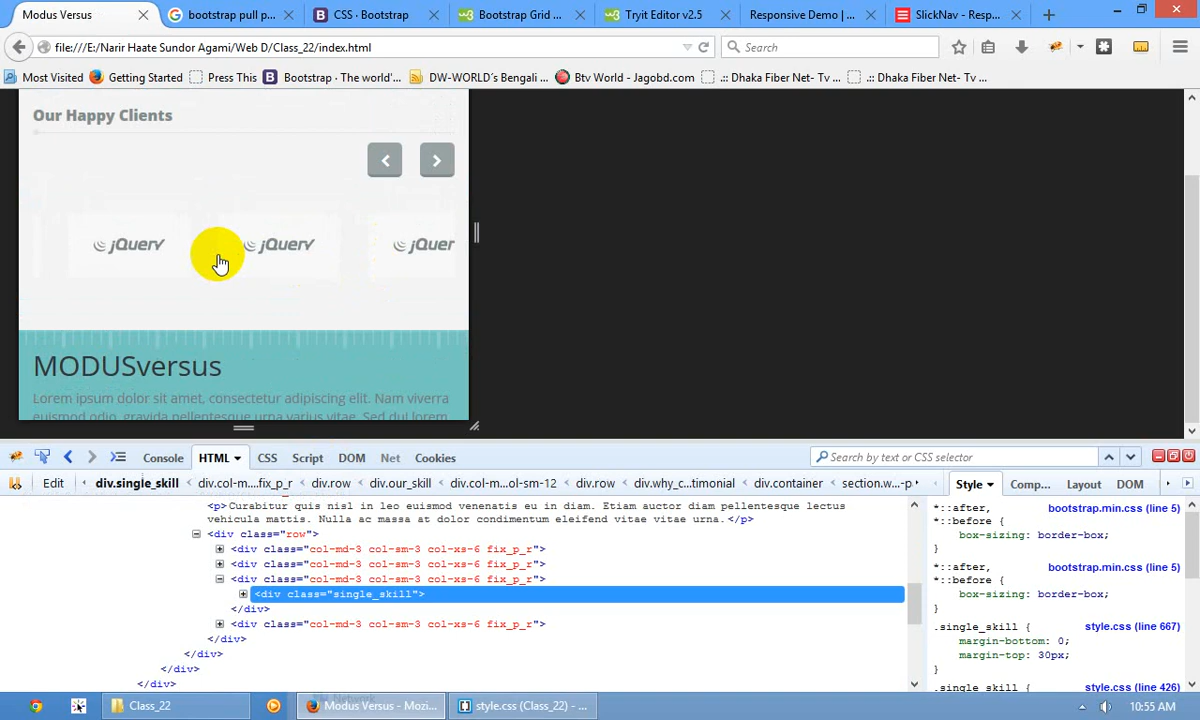 Modus Versus
bootstrap pull p...
CSS · Bootstrap
Bootstrap Grid ...
Tryit Editor v2.5
Responsive Demo | ...
SlickNav - Resp...
file:///E:/Narir Haate Sundor Agami/Web D/Class_22/index.html
Search
Most Visited
Getting Started
Press This
Bootstrap · The world'...
DW-WORLD´s Bengali ...
Btv World - Jagobd.com
.:: Dhaka Fiber Net- Tv ...
.:: Dhaka Fiber Net- Tv ...
Our Happy Clients
jQuery
jQuery
jQuer
MODUSversus
Lorem ipsum dolor sit amet, consectetur adipiscing elit. Nam viverra
euismod odio, gravida pellentesque urna varius vitae. Sed dui lorem
Console
HTML
CSS
Script
DOM
Net
Cookies
Search by text or CSS selector
Edit
div.single_skill
div.col-m....fix_p_r
div.row
div.our_skill
div.col-m...ol-sm-12
div.row
div.why_c...timonial
div.container
section.w...-p
Style
Comp...
Layout
DOM
<p>Curabitur quis nisl in leo euismod venenatis eu in diam. Etiam auctor diam pellentesque lectus
vehicula mattis. Nulla ac massa at dolor condimentum eleifend vitae vitae urna.</p>
<div class="row">
<div class="col-md-3 col-sm-3 col-xs-6 fix_p_r">
<div class="col-md-3 col-sm-3 col-xs-6 fix_p_r">
<div class="col-md-3 col-sm-3 col-xs-6 fix_p_r">
<div class="single_skill">
</div>
<div class="col-md-3 col-sm-3 col-xs-6 fix_p_r">
</div>
</div>
</div>
</div>
*::after, bootstrap.min.css (line 5)
*::before {
box-sizing: border-box;
}
*::after, bootstrap.min.css (line 5)
*::before {
box-sizing: border-box;
}
.single_skill { style.css (line 667)
margin-bottom: 0;
margin-top: 30px;
}
.single_skill { style.css (line 426)
Class_22
Modus Versus - Mozi...
style.css (Class_22) - ...
10:55 AM